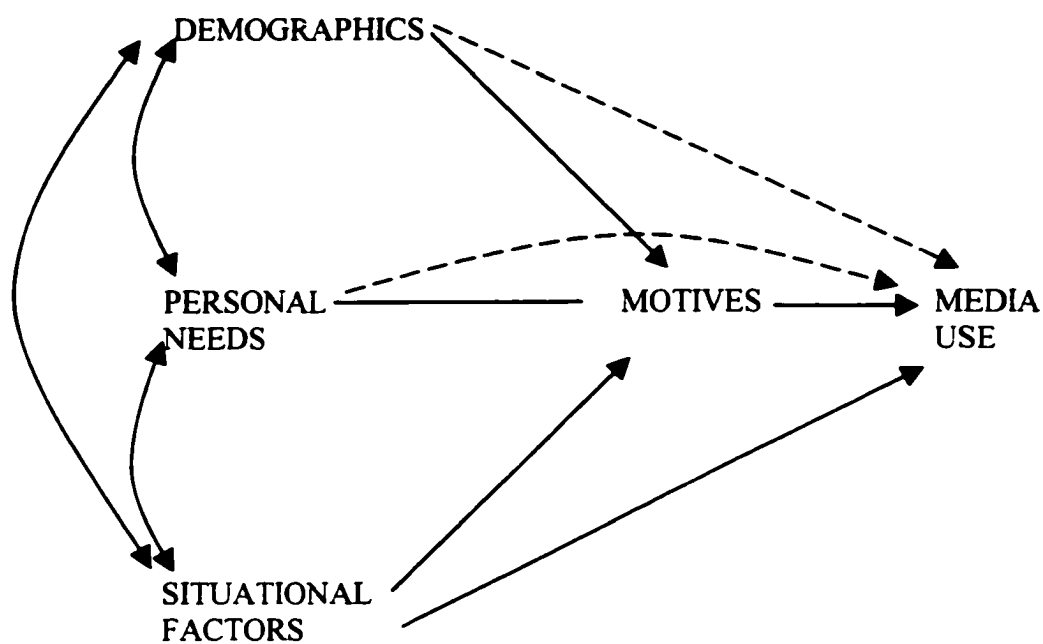 DEMOGRAPHICS
PERSONAL
NEEDS
MOTIVES
MEDIA
USE
SITUATIONAL
FACTORS